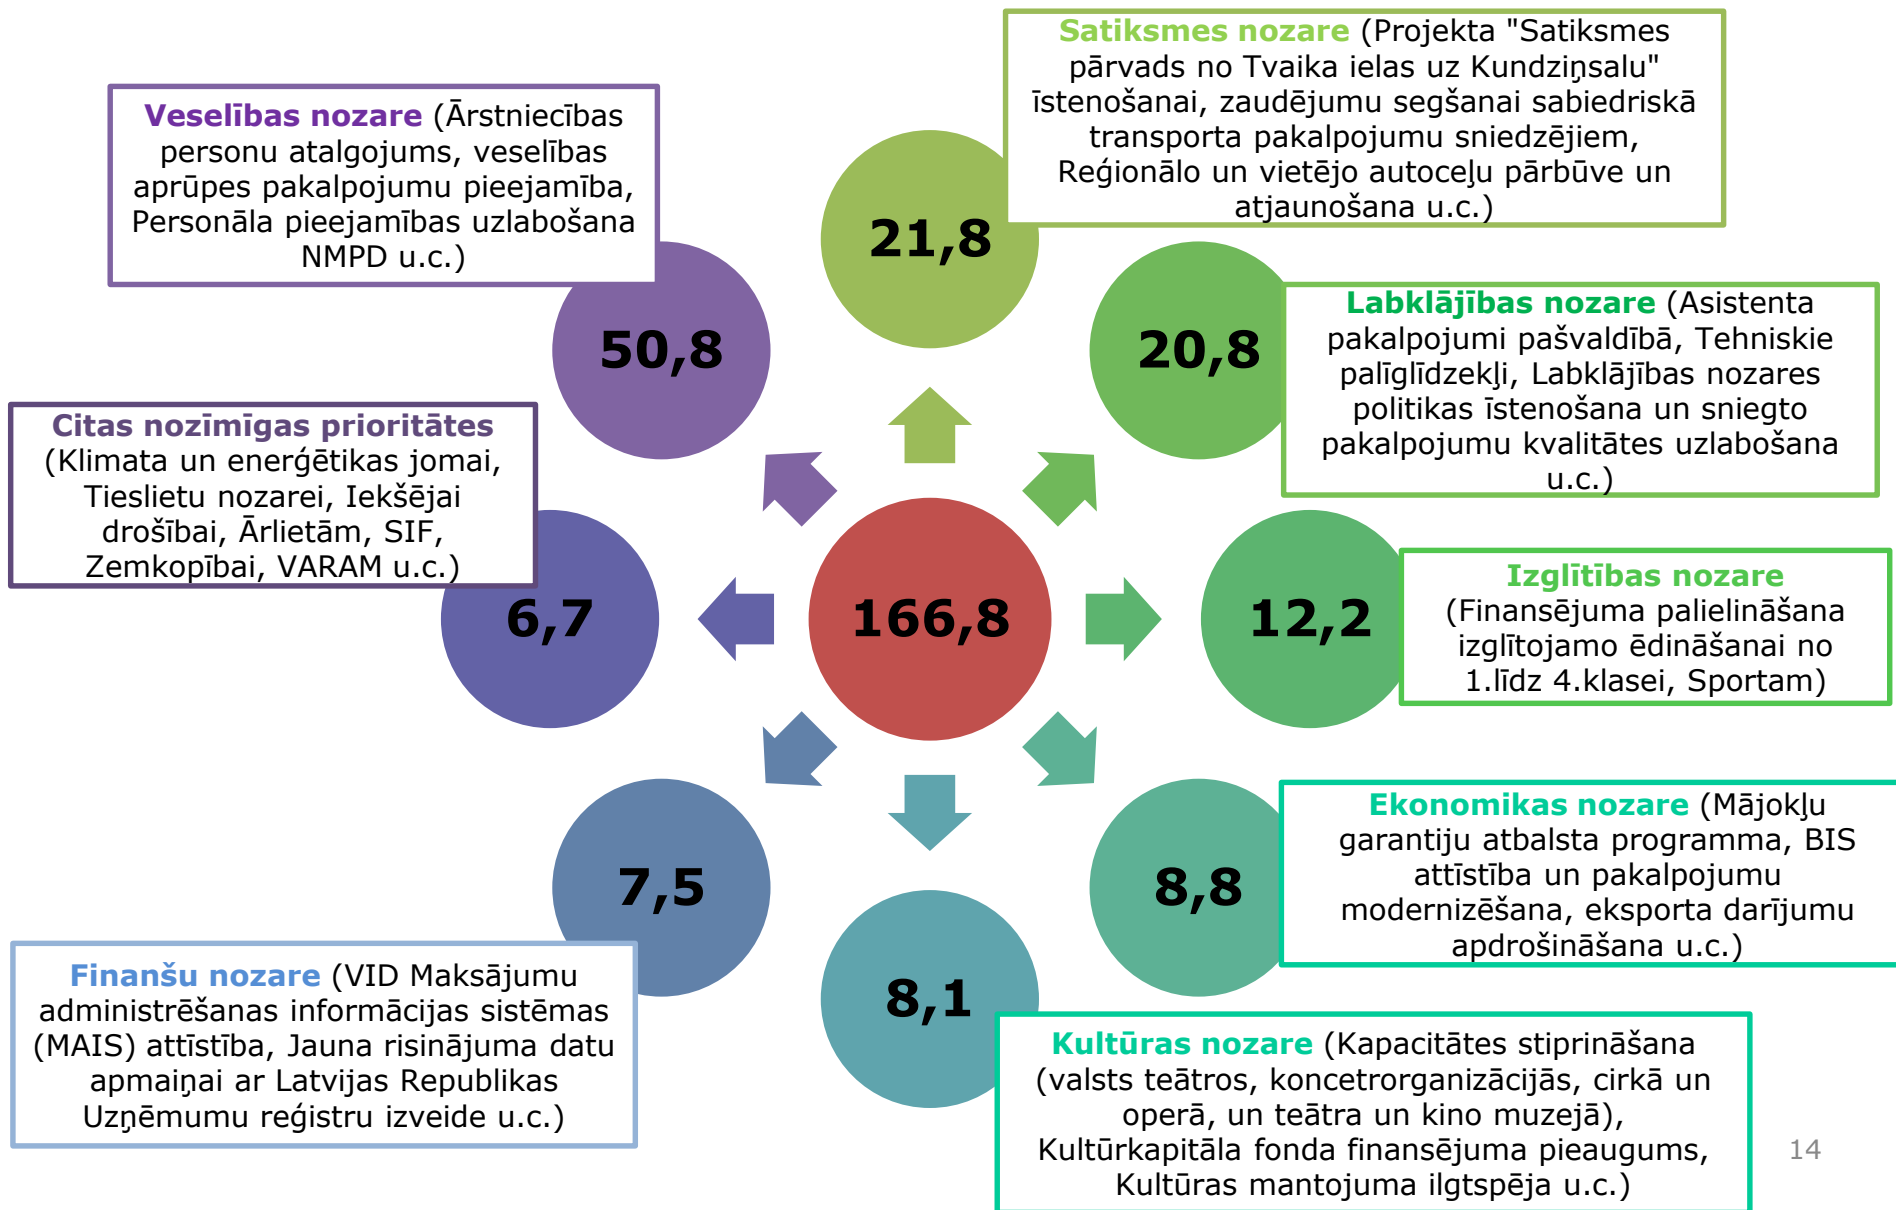 Satiksmes nozare (Projekta "Satiksmes
pārvads no Tvaika ielas uz Kundziņsalu"
īstenošanai, zaudējumu segšanai sabiedriskā
transporta pakalpojumu sniedzējiem,
Reģionālo un vietējo autoceļu pārbūve un
atjaunošana u.c.)
21,8
Veselības nozare (Ārstniecības
personu atalgojums, veselības
aprūpes pakalpojumu pieejamība,
Personāla pieejamības uzlabošana
NMPD u.c.)
50,8
20,8
Labklājības nozare (Asistenta
pakalpojumi pašvaldībā, Tehniskie
palīglīdzekļi, Labklājības nozares
politikas īstenošana un sniegto
pakalpojumu kvalitātes uzlabošana
u.c.)
Citas nozīmīgas prioritātes
(Klimata un enerģētikas jomai,
Tieslietu nozarei, Iekšējai
drošībai, Ārlietām, SIF,
Zemkopībai, VARAM u.c.)
6,7
166,8
12,2
Izglītības nozare
(Finansējuma palielināšana
izglītojamo ēdināšanai no
1.līdz 4.klasei, Sportam)
7,5
8,8
Ekonomikas nozare (Mājokļu
garantiju atbalsta programma, BIS
attīstība un pakalpojumu
modernizēšana, eksporta darījumu
apdrošināšana u.c.)
Finanšu nozare (VID Maksājumu
administrēšanas informācijas sistēmas
(MAIS) attīstība, Jauna risinājuma datu
apmaiņai ar Latvijas Republikas
Uzņēmumu reģistru izveide u.c.)
8,1
Kultūras nozare (Kapacitātes stiprināšana
(valsts teātros, koncetrorganizācijās, cirkā un
operā, un teātra un kino muzejā),
Kultūrkapitāla fonda finansējuma pieaugums,
Kultūras mantojuma ilgtspēja u.c.)
14